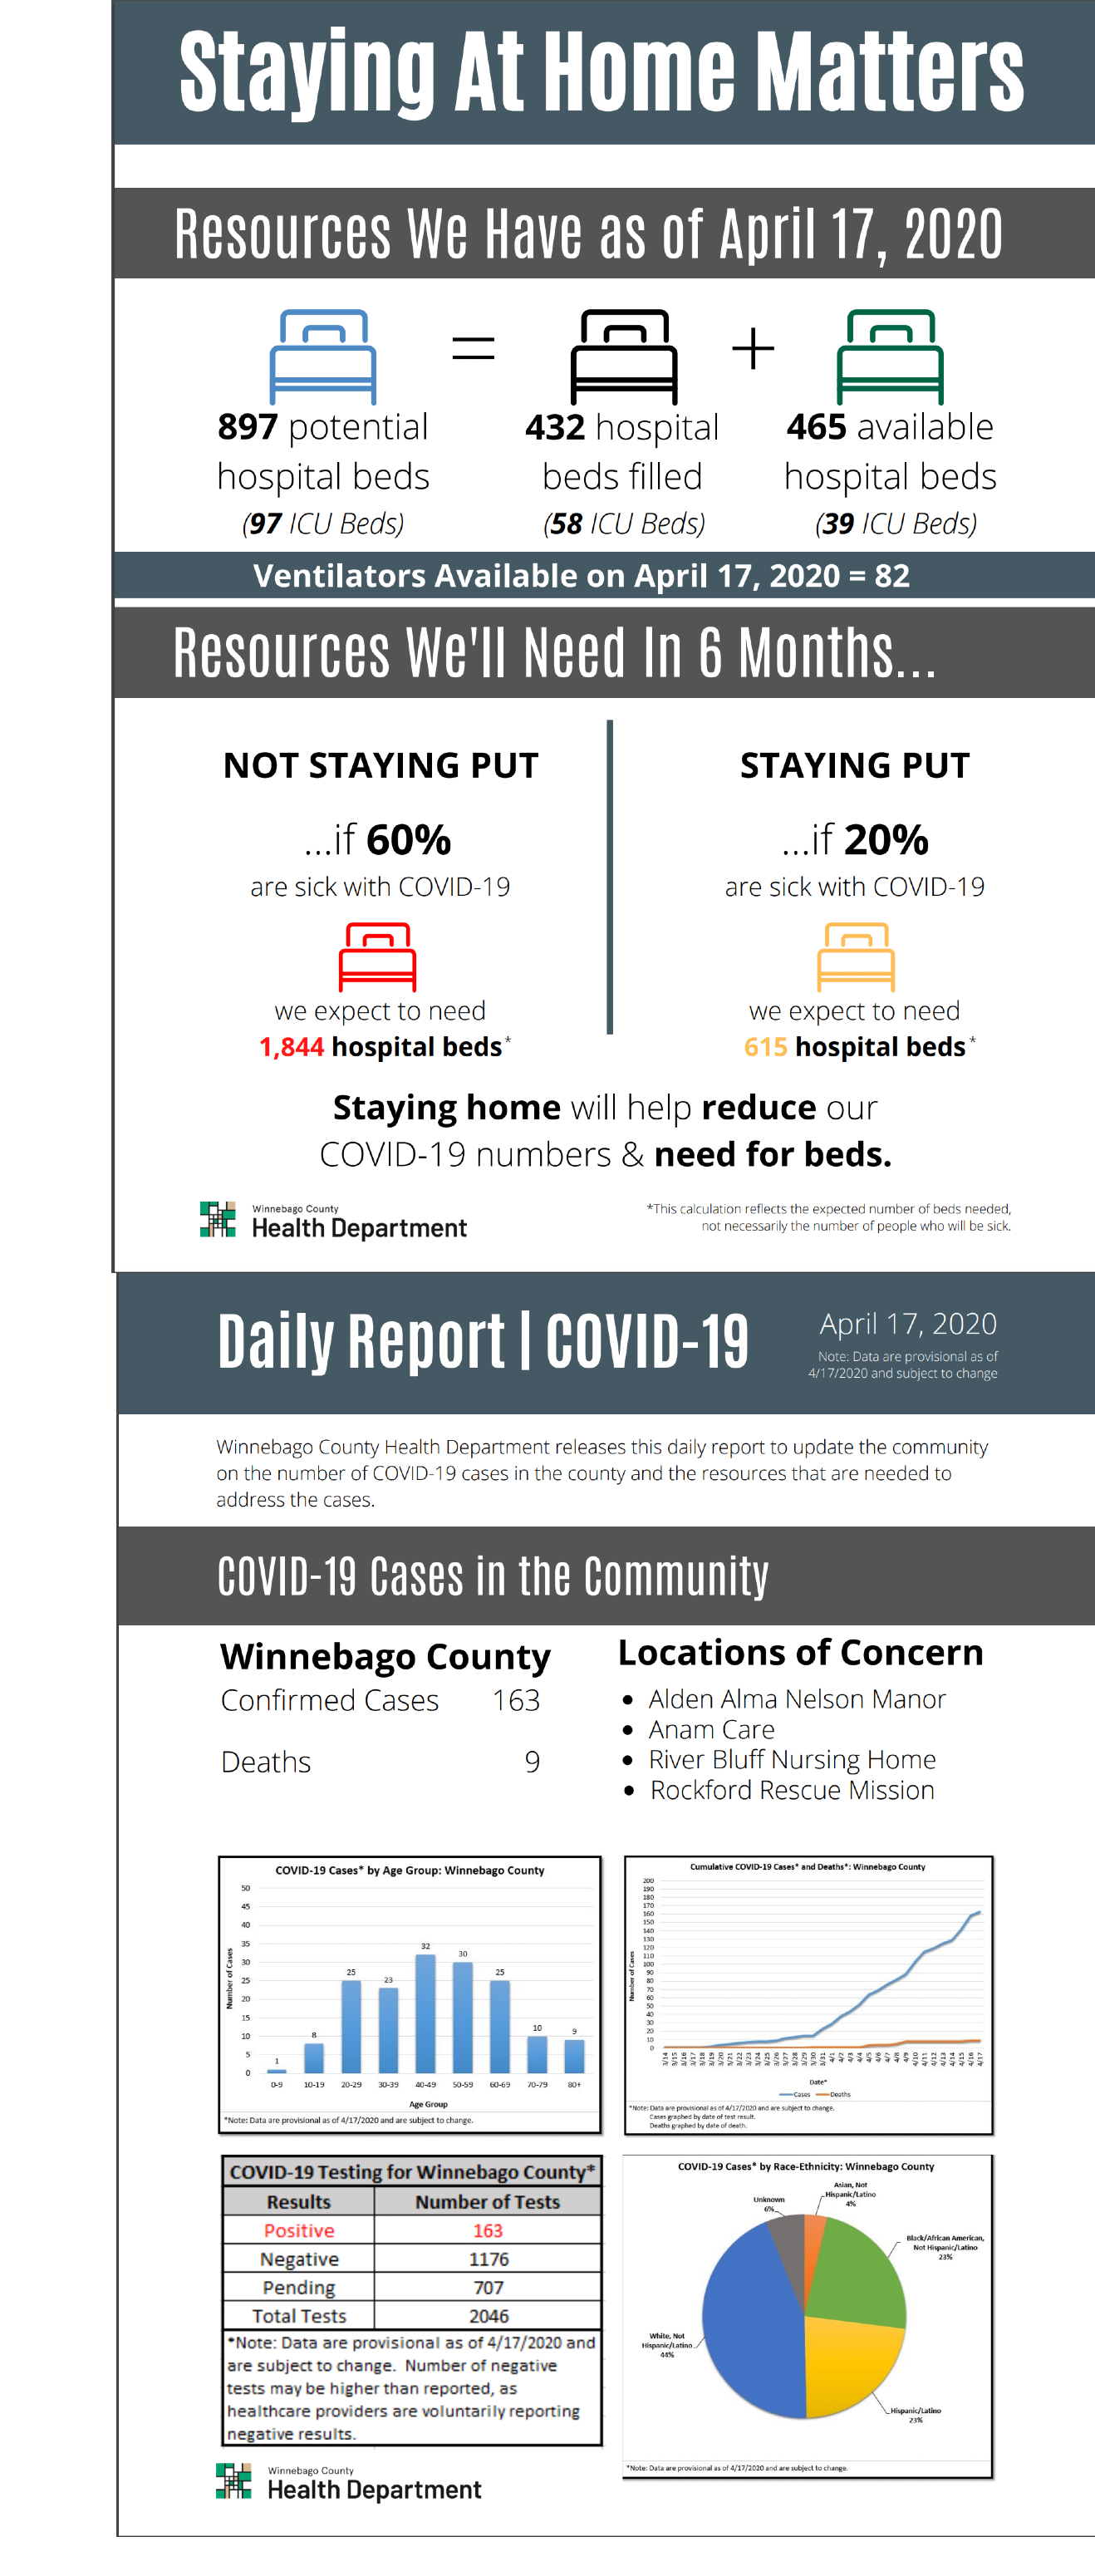 Staying At Home Matters
Resources We Have as of April 17, 2020
= +
897 potential
hospital beds
(97 ICU Beds)
432 hospital
beds filled
(58 ICU Beds)
465 available
hospital beds
(39 ICU Beds)
Ventilators Available on April 17, 2020 = 82
Resources We'll Need In 6 Months...
NOT STAYING PUT
...if 60%
are sick with COVID-19
we expect to need
1,844 hospital beds*
STAYING PUT
...if 20%
are sick with COVID-19
we expect to need
615 hospital beds*
Staying home will help reduce our
COVID-19 numbers & need for beds.
Winnebago County
Health Department
*This calculation reflects the expected number of beds needed,
not necessarily the number of people who will be sick.
Daily Report | COVID-19
April 17, 2020
Note: Data are provisional as of
4/17/2020 and subject to change
Winnebago County Health Department releases this daily report to update the community
on the number of COVID-19 cases in the county and the resources that are needed to
address the cases.
COVID-19 Cases in the Community
Winnebago County
Confirmed Cases 163
Deaths 9
Locations of Concern
• Alden Alma Nelson Manor
• Anam Care
• River Bluff Nursing Home
• Rockford Rescue Mission
COVID-19 Cases* by Age Group: Winnebago County
Number of Cases
50
45
40
35
30
25
20
15
10
5
0
1 8 25 23 32 30 25 10 9
0-9 10-19 20-29 30-39 40-49 50-59 60-69 70-79 80+
Age Group
*Note: Data are provisional as of 4/17/2020 and are subject to change.
Cumulative COVID-19 Cases* and Deaths*: Winnebago County
Number of Cases
200
190
180
170
160
150
140
130
120
110
100
90
80
70
60
50
40
30
20
10
0
3/14 3/15 3/16 3/17 3/18 3/19 3/20 3/21 3/22 3/23 3/24 3/25 3/26 3/27 3/28 3/29 3/30 3/31 4/1 4/2 4/3 4/4 4/5 4/6 4/7 4/8 4/9 4/10 4/11 4/12 4/13 4/14 4/15 4/16 4/17
Date*
Cases Deaths
*Note: Data are provisional as of 4/17/2020 and are subject to change.
Cases graphed by date of test result.
Deaths graphed by date of death.
COVID-19 Testing for Winnebago County*
Results Number of Tests
Positive 163
Negative 1176
Pending 707
Total Tests 2046
*Note: Data are provisional as of 4/17/2020 and
are subject to change. Number of negative
tests may be higher than reported, as
healthcare providers are voluntarily reporting
negative results.
COVID-19 Cases* by Race-Ethnicity: Winnebago County
Unknown
6%
Asian, Not
Hispanic/Latino
4%
Black/African American,
Not Hispanic/Latino
23%
White, Not
Hispanic/Latino
44%
Hispanic/Latino
23%
*Note: Data are provisional as of 4/17/2020 and are subject to change.
Winnebago County
Health Department